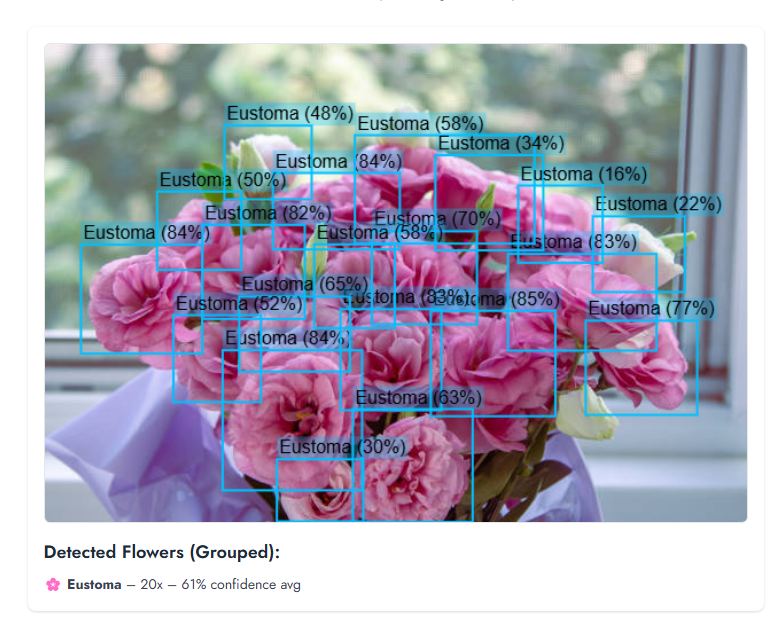 Eustoma (48%)
Eustoma (58%)
Eustoma (34%)
Eustoma (84%)
Eustoma (16%)
Eustoma (50%)
Eustoma (22%)
Eustoma (82%)
Eustoma (70%)
Eustoma (84%)
Eustoma (58%)
Eustoma (83%)
Eustoma (65%)
Eustoma (83%)
Eustoma (85%)
Eustoma (52%)
Eustoma (77%)
Eustoma (84%)
Eustoma (63%)
Eustoma (30%)
Detected Flowers (Grouped):
Eustoma – 20x – 61% confidence avg